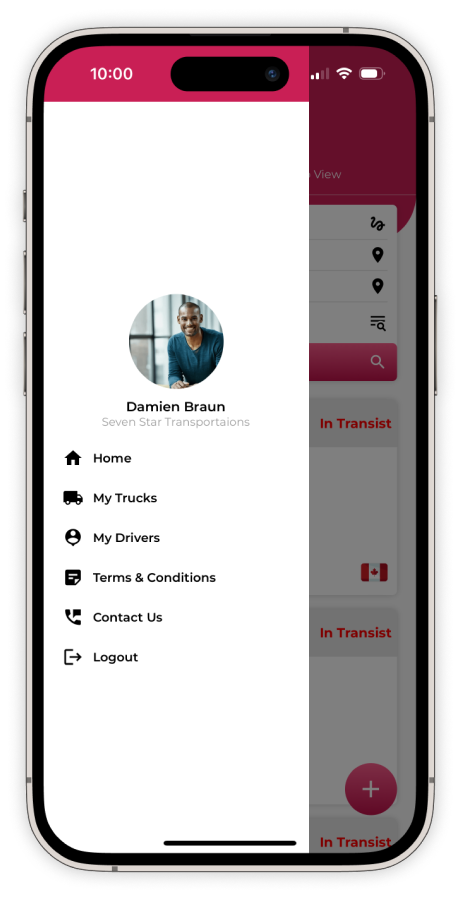 10:00
View
Damien Braun
Seven Star Transportaions
Home
My Trucks
My Drivers
Terms & Conditions
Contact Us
Logout
In Transist
In Transist
In Transist